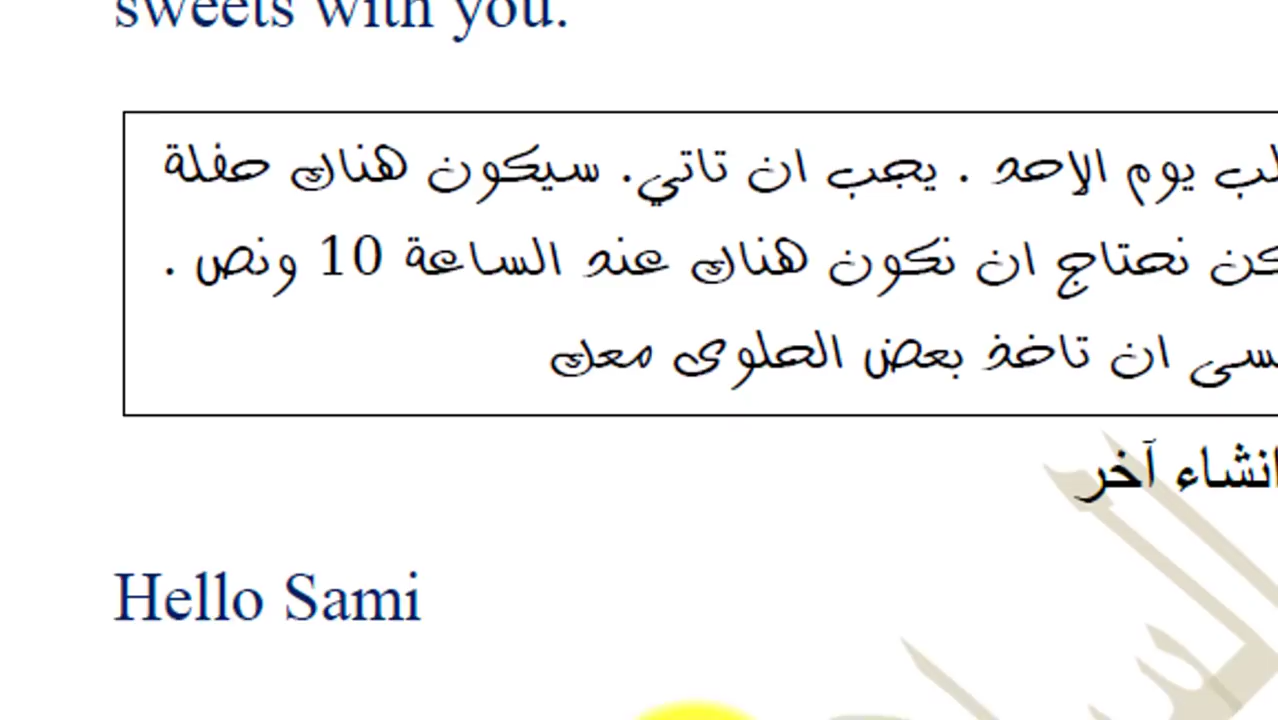 sweets with you.
يوم الاحد . يجب ان تاتي. سيكون هناك حفلة
نحتاج ان نكون هناك عند الساعة 10 ونص .
ان تاخذ بعض الحلوى معك
انشاء آخر
Hello Sami